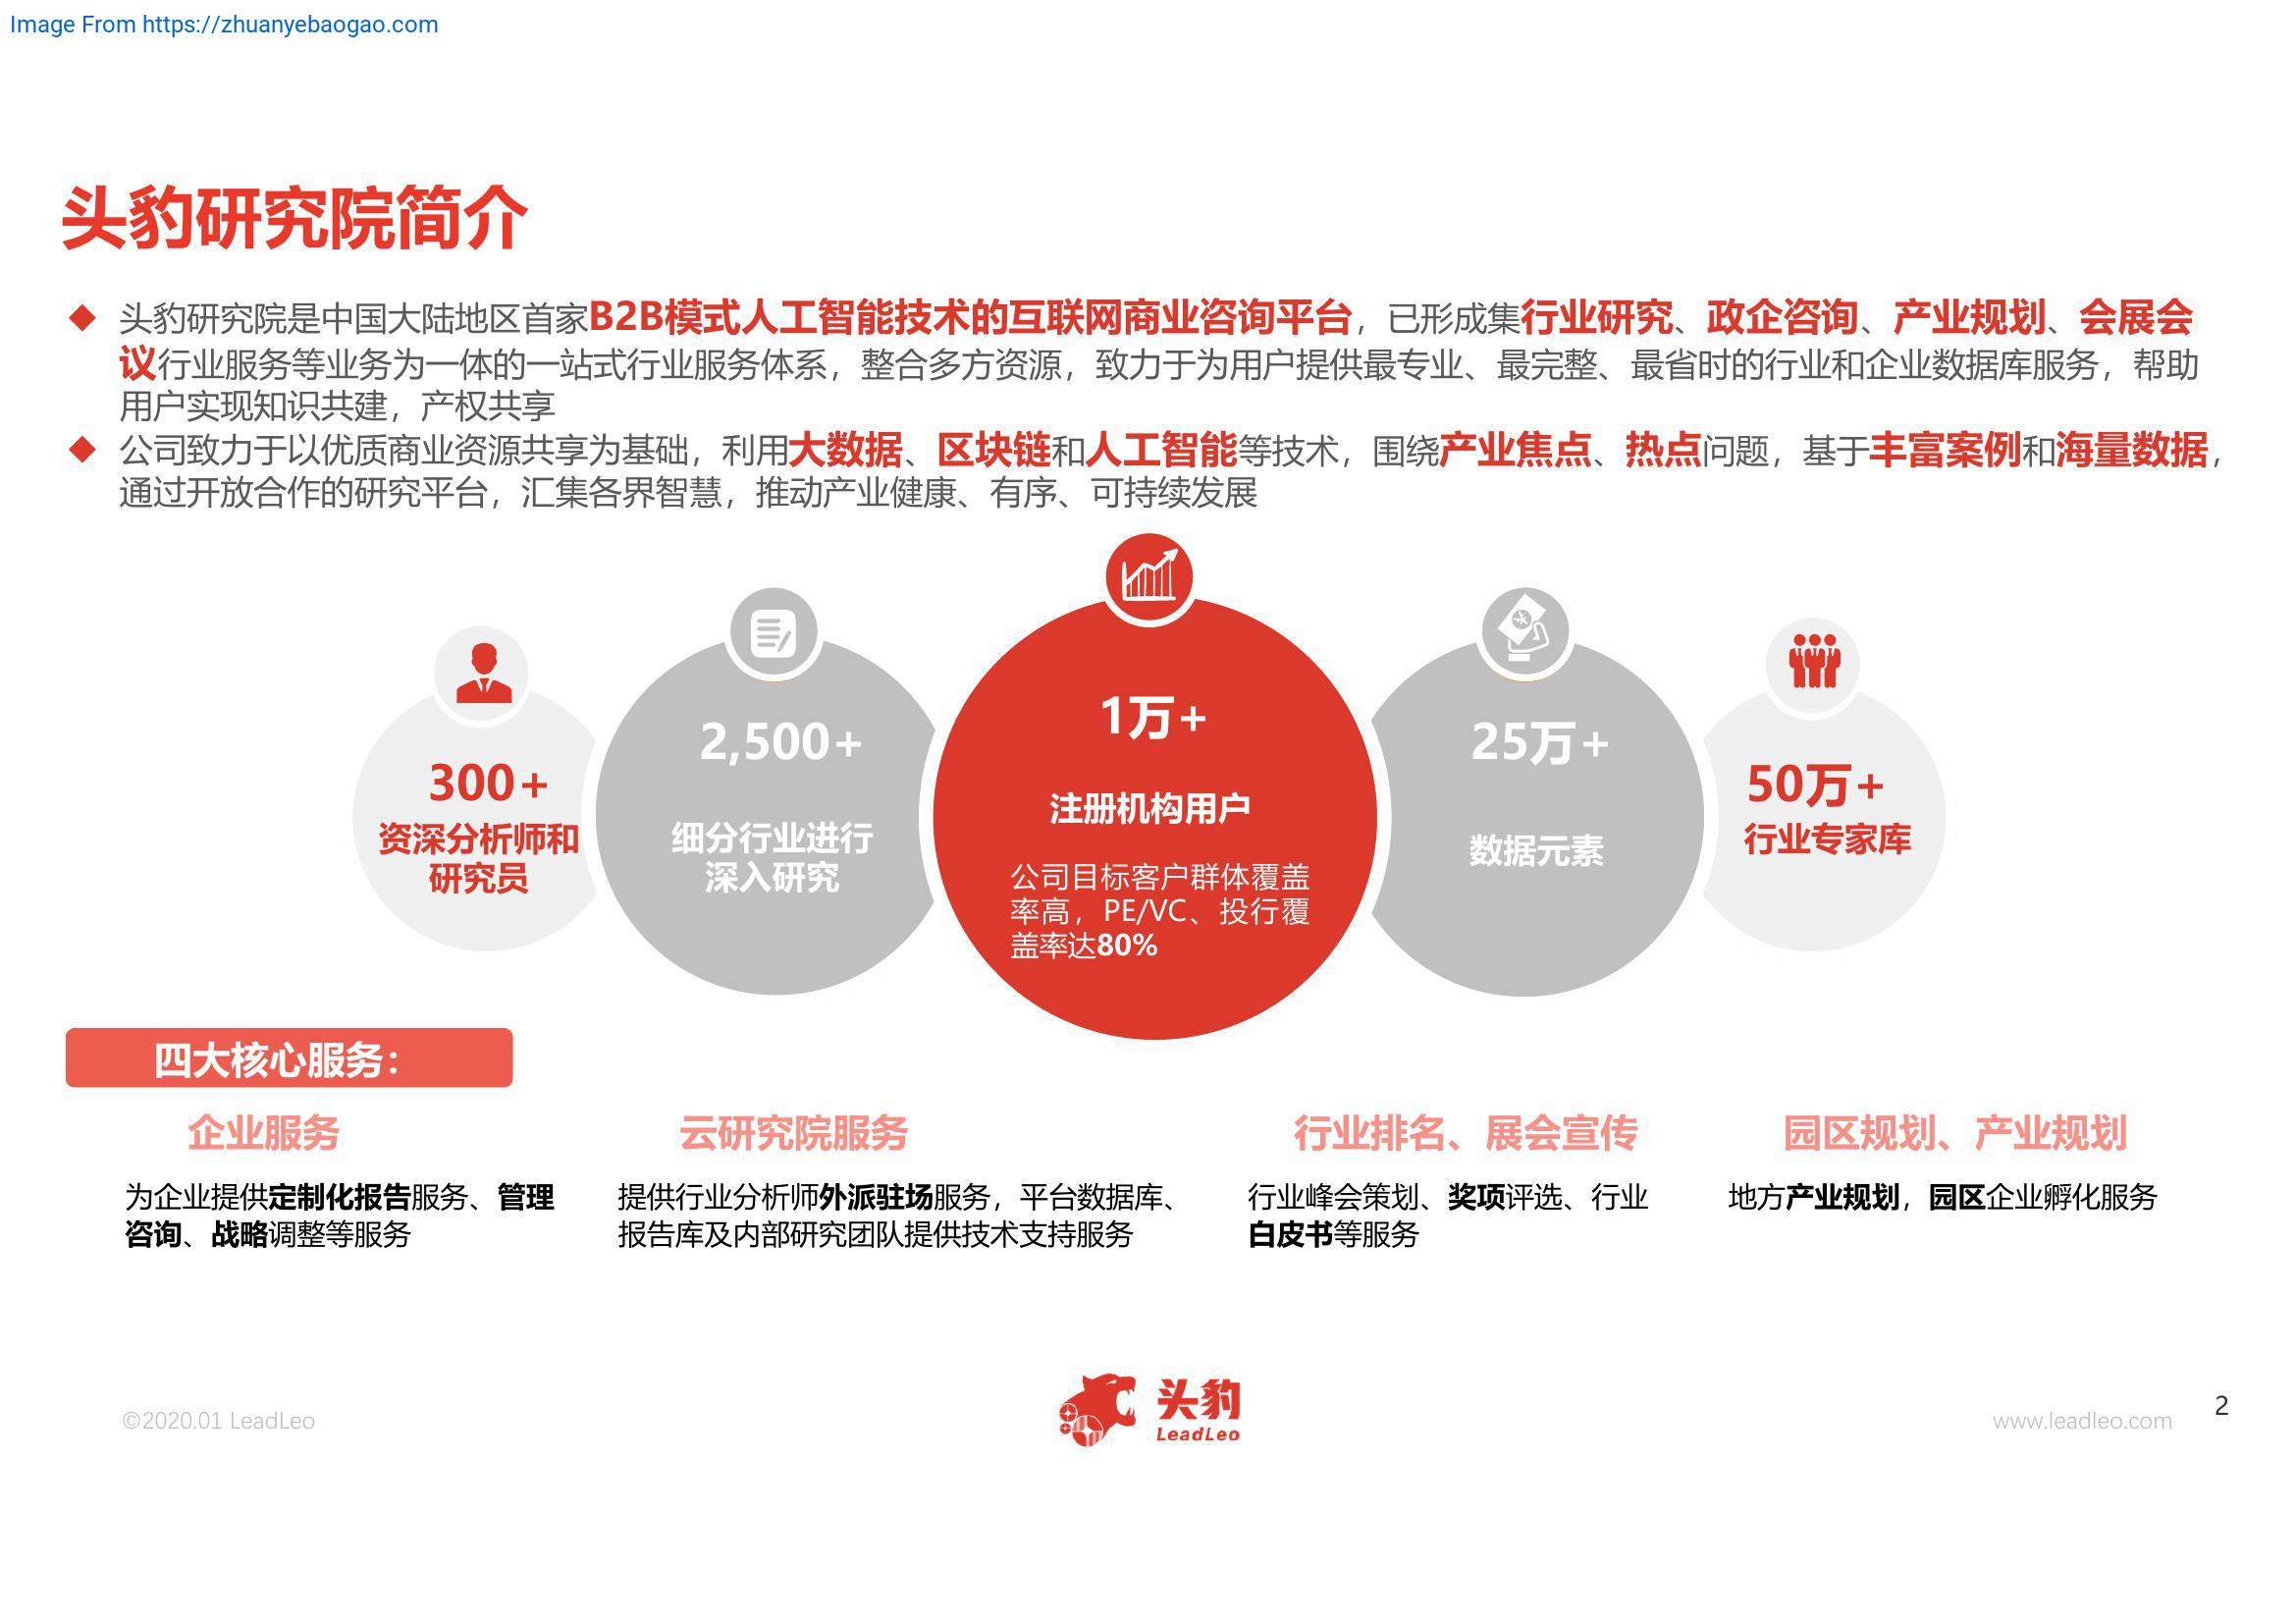 Image From https://zhuanyebaogao.com
头豹研究院简介
头豹研究院是中国大陆地区首家B2B模式人工智能技术的互联网商业咨询平台，已形成集行业研究、政企咨询、产业规划、会展会
议行业服务等业务为一体的一站式行业服务体系，整合多方资源，致力于为用户提供最专业、最完整、最省时的行业和企业数据库服务，帮助
用户实现知识共建，产权共享
公司致力于以优质商业资源共享为基础，利用大数据、区块链和人工智能等技术，围绕产业焦点、热点问题，基于丰富案例和海量数据，
通过开放合作的研究平台，汇集各界智慧，推动产业健康、有序、可持续发展
300+
资深分析师和
研究员
2,500+
细分行业进行
深入研究
1万+
注册机构用户
公司目标客户群体覆盖
率高，PE/VC、投行覆
盖率达80%
25万+
数据元素
50万+
行业专家库
四大核心服务：
企业服务
为企业提供定制化报告服务、管理
咨询、战略调整等服务
云研究院服务
提供行业分析师外派驻场服务，平台数据库、
报告库及内部研究团队提供技术支持服务
行业排名、展会宣传
行业峰会策划、奖项评选、行业
白皮书等服务
园区规划、产业规划
地方产业规划，园区企业孵化服务
©2020.01 LeadLeo
头豹
LeadLeo
www.leadleo.com
2